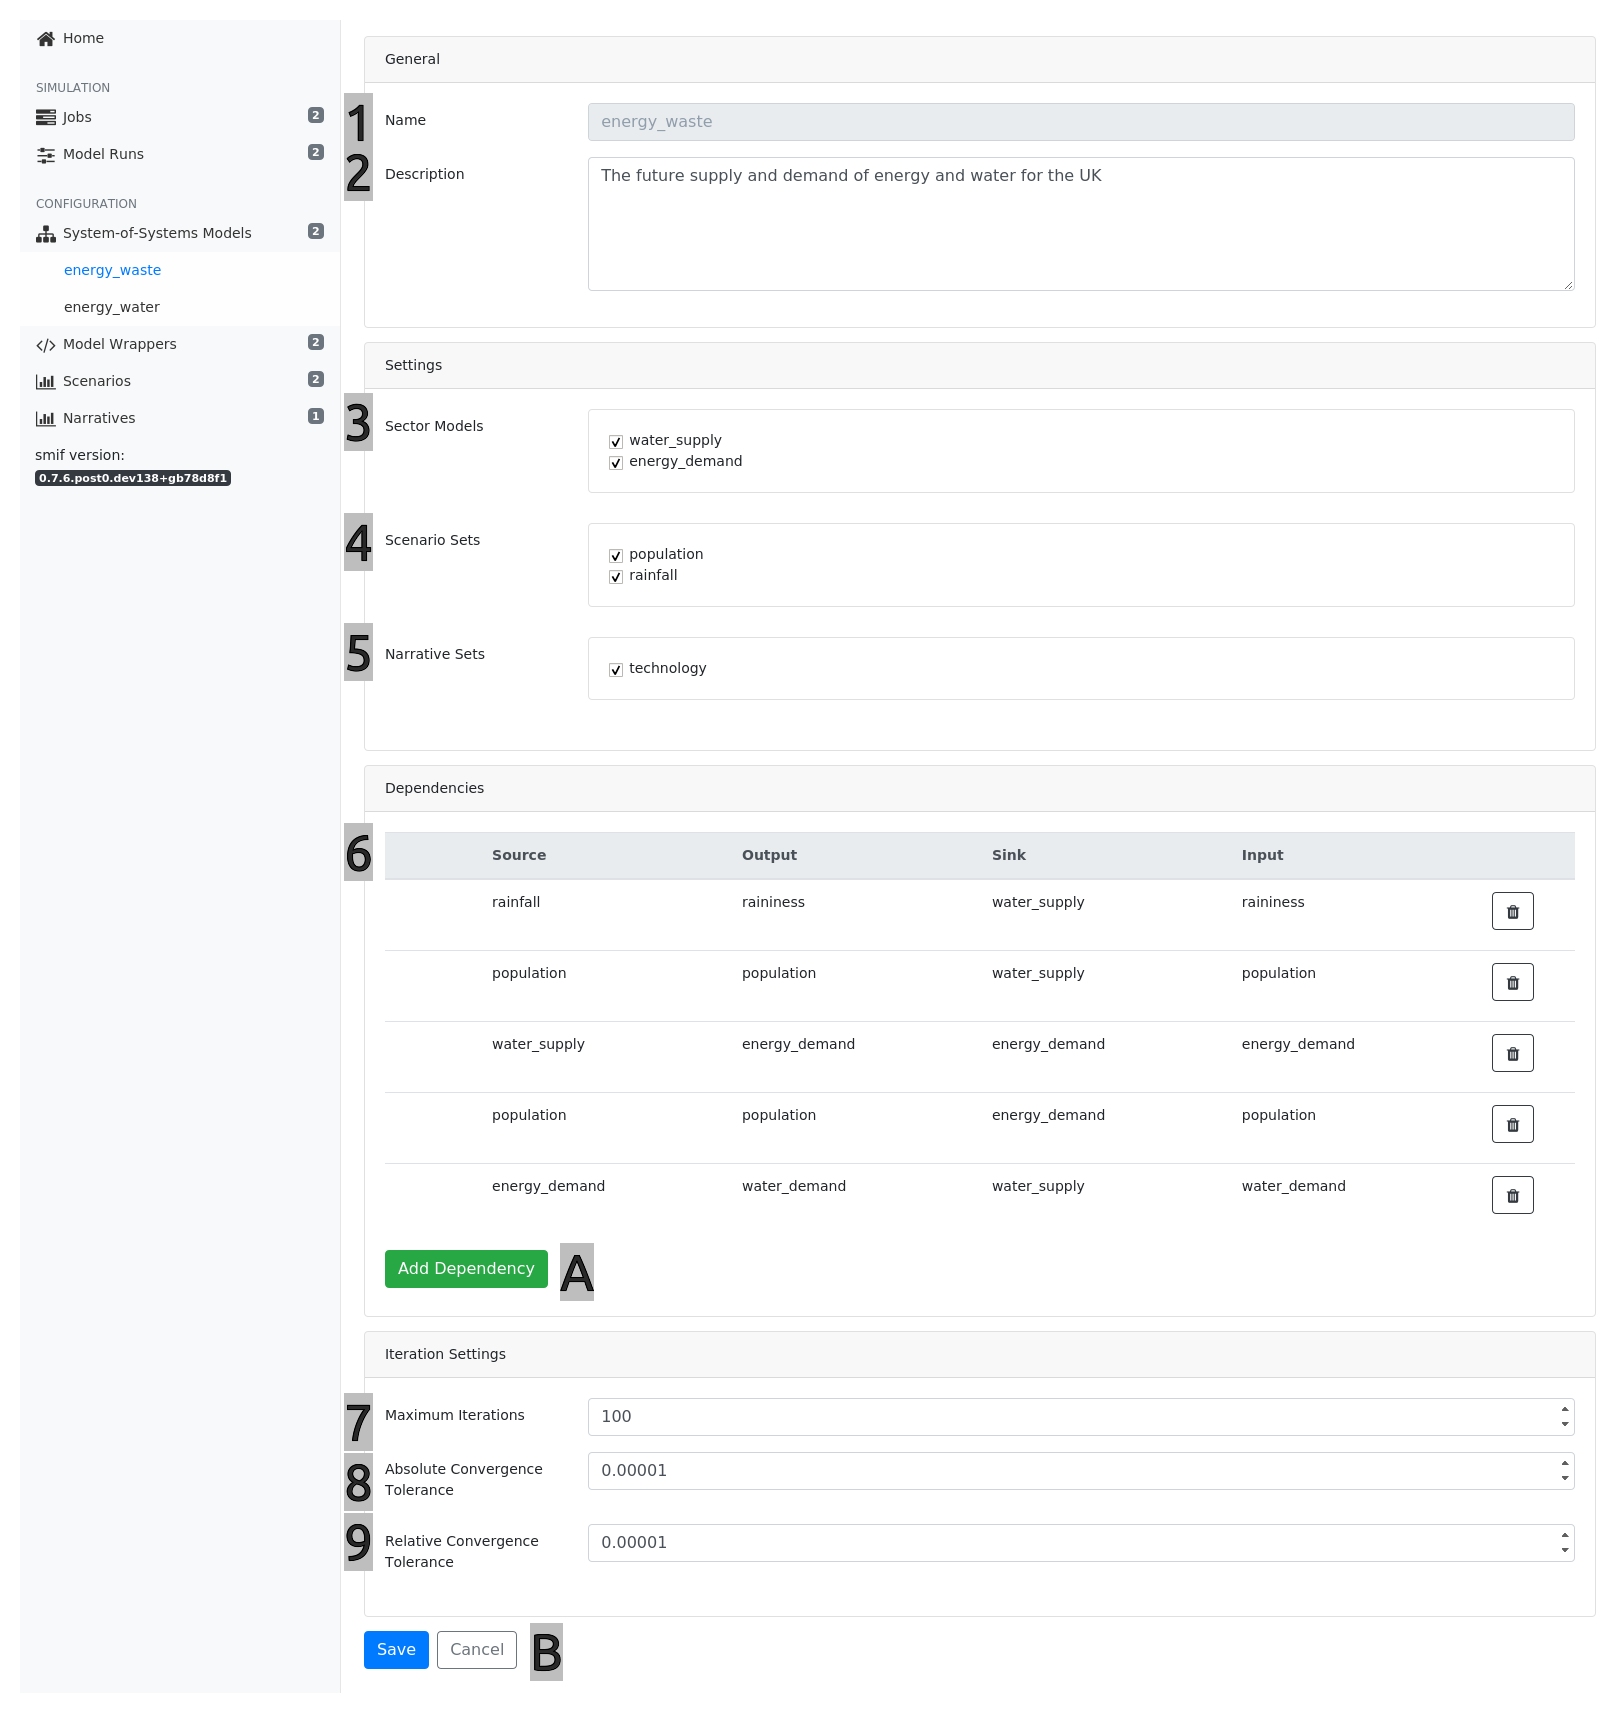 Home
SIMULATION
Jobs 2
Model Runs 2
CONFIGURATION
System-of-Systems Models 2
energy_waste
energy_water
Model Wrappers 2
Scenarios 2
Narratives 1
smif version:
0.7.6.post0.dev138+gb78d8f1
General
1 Name energy_waste
2 Description The future supply and demand of energy and water for the UK
Settings
3 Sector Models water_supply
energy_demand
4 Scenario Sets population
rainfall
5 Narrative Sets technology
Dependencies
6 Source Output Sink Input
rainfall raininess water_supply raininess
population population water_supply population
water_supply energy_demand energy_demand energy_demand
population population energy_demand population
energy_demand water_demand water_supply water_demand
Add Dependency A
Iteration Settings
7 Maximum Iterations 100
8 Absolute Convergence Tolerance 0.00001
9 Relative Convergence Tolerance 0.00001
Save Cancel B